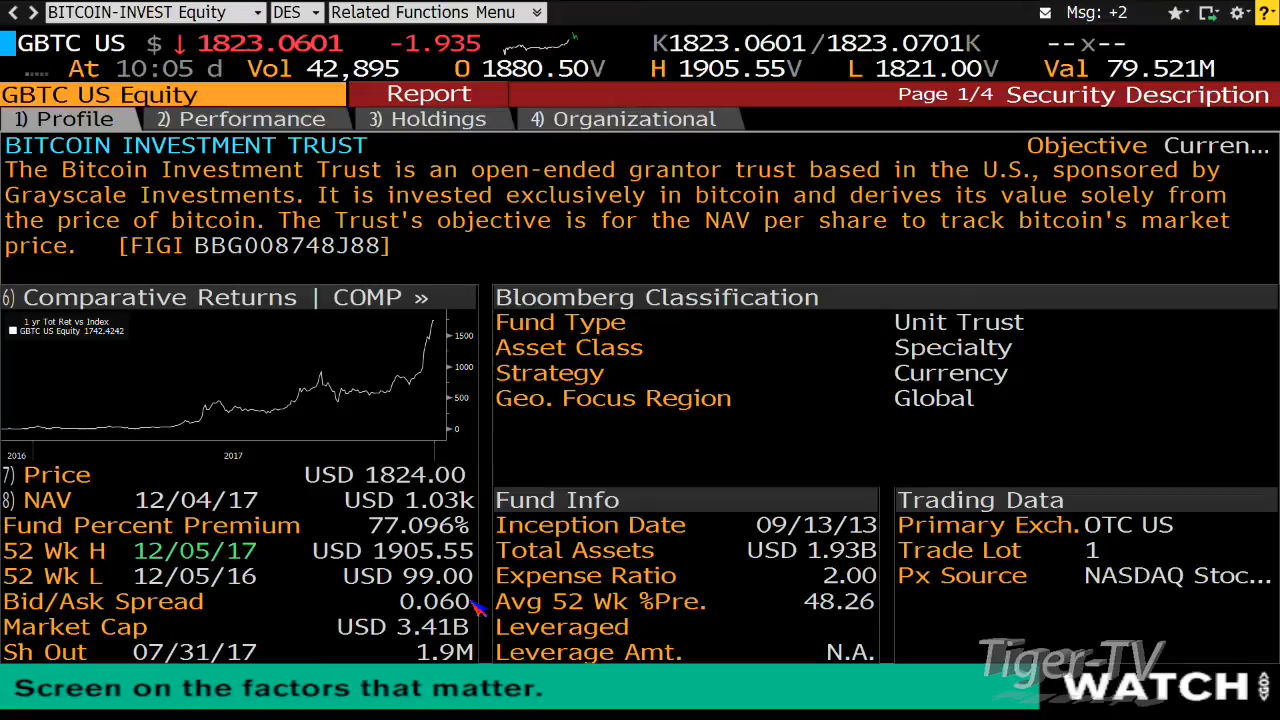 BITCOIN-INVEST Equity DES Related Functions Menu Msg: +2 ?
GBTC US $ ↓ 1823.0601 -1.935 K1823.0601/1823.0701K --x--
At 10:05 d Vol 42,895 O 1880.50V H 1905.55V L 1821.00V Val 79.521M
GBTC US Equity Report Page 1/4 Security Description
1) Profile 2) Performance 3) Holdings 4) Organizational
BITCOIN INVESTMENT TRUST Objective Curren...
The Bitcoin Investment Trust is an open-ended grantor trust based in the U.S., sponsored by
Grayscale Investments. It is invested exclusively in bitcoin and derives its value solely from
the price of bitcoin. The Trust's objective is for the NAV per share to track bitcoin's market
price. [FIGI BBG008748J88]
6) Comparative Returns | COMP »
1 yr Tot Ret vs Index
GBTC US Equity 1742.4242
1500
1000
500
0
2016 2017
7) Price USD 1824.00
8) NAV 12/04/17 USD 1.03k
Fund Percent Premium 77.096%
52 Wk H 12/05/17 USD 1905.55
52 Wk L 12/05/16 USD 99.00
Bid/Ask Spread 0.060
Market Cap USD 3.41B
Sh Out 07/31/17 1.9M
Bloomberg Classification
Fund Type Unit Trust
Asset Class Specialty
Strategy Currency
Geo. Focus Region Global
Fund Info
Inception Date 09/13/13
Total Assets USD 1.93B
Expense Ratio 2.00
Avg 52 Wk %Pre. 48.26
Leveraged
Leverage Amt. N.A.
Trading Data
Primary Exch. OTC US
Trade Lot 1
Px Source NASDAQ Stoc...
Tiger-TV
Screen on the factors that matter.
WATCH